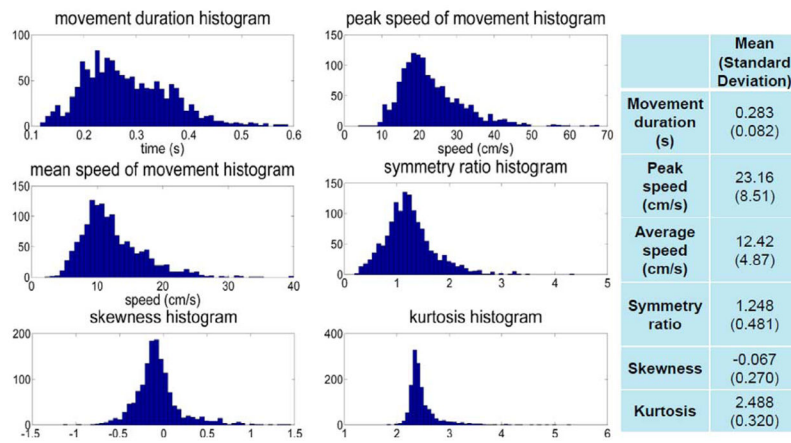 movement duration histogram
100
50
0
0.1 0.2 0.3 0.4 0.5 0.6
time (s)
peak speed of movement histogram
150
100
50
0
0 10 20 30 40 50 60 70
speed (cm/s)
mean speed of movement histogram
150
100
50
0
0 10 20 30 40
speed (cm/s)
symmetry ratio histogram
150
100
50
0
0 1 2 3 4 5
skewness histogram
200
100
0
-1.5 -1 -0.5 0 0.5 1 1.5
kurtosis histogram
400
200
0
1 2 3 4 5 6
Mean
(Standard
Deviation)
Movement
duration
(s)
0.283
(0.082)
Peak
speed
(cm/s)
23.16
(8.51)
Average
speed
(cm/s)
12.42
(4.87)
Symmetry
ratio
1.248
(0.481)
Skewness
-0.067
(0.270)
Kurtosis
2.488
(0.320)